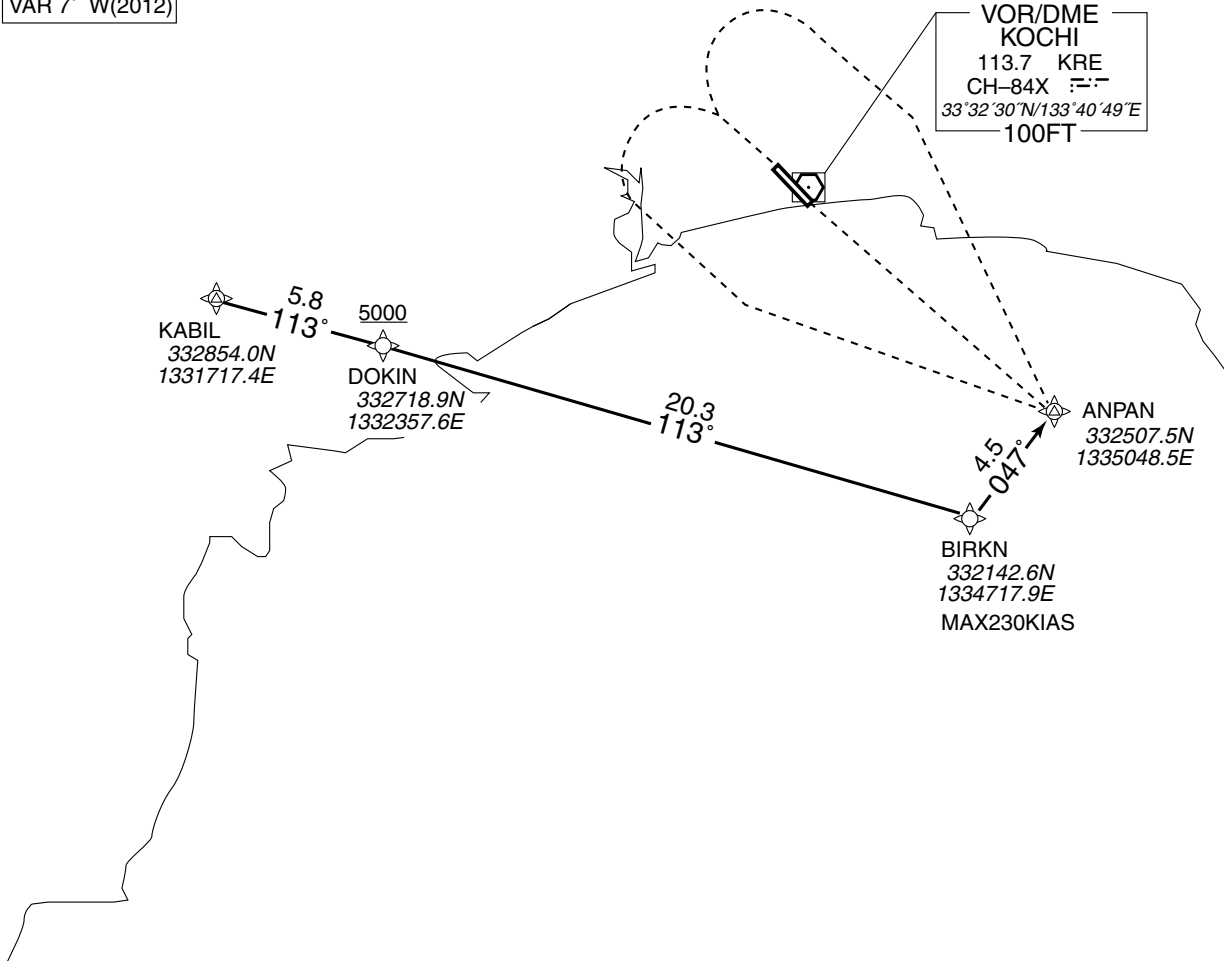 VAR 7° W(2012)
VOR/DME
KOCHI
113.7 KRE
CH–84X
33°32´30˝N/133°40´49˝E
100FT
5.8
113°
5000
KABIL
332854.0N
1331717.4E
DOKIN
332718.9N
1332357.6E
20.3
113°
ANPAN
332507.5N
1335048.5E
4.5
047°
BIRKN
332142.6N
1334717.9E
MAX230KIAS